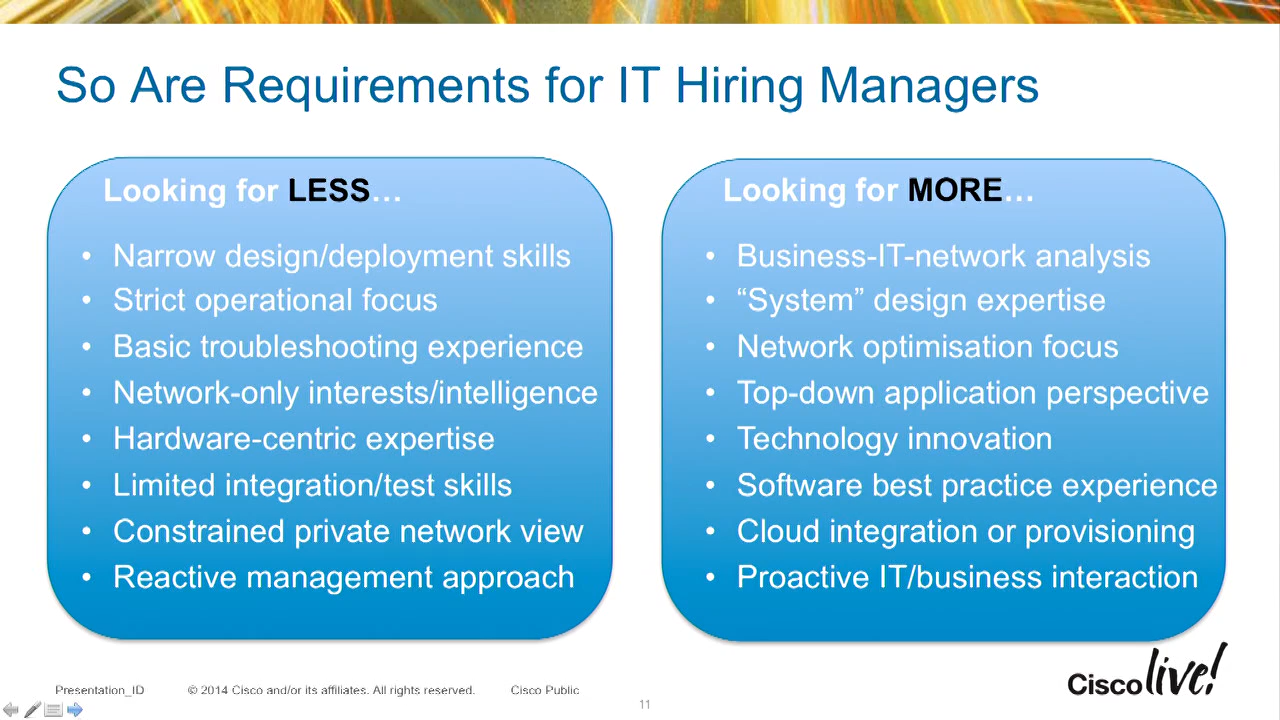 So Are Requirements for IT Hiring Managers
Looking for LESS…
• Narrow design/deployment skills
• Strict operational focus
• Basic troubleshooting experience
• Network-only interests/intelligence
• Hardware-centric expertise
• Limited integration/test skills
• Constrained private network view
• Reactive management approach
Looking for MORE…
• Business-IT-network analysis
• “System” design expertise
• Network optimisation focus
• Top-down application perspective
• Technology innovation
• Software best practice experience
• Cloud integration or provisioning
• Proactive IT/business interaction
Presentation_ID © 2014 Cisco and/or its affiliates. All rights reserved. Cisco Public
11
Cisco live!